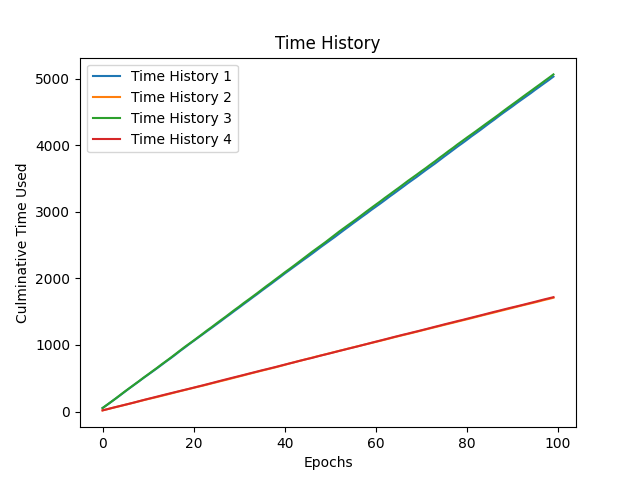 Time History
Time History 1
Time History 2
Time History 3
Time History 4
Culminative Time Used
5000
4000
3000
2000
1000
0
0 20 40 60 80 100
Epochs